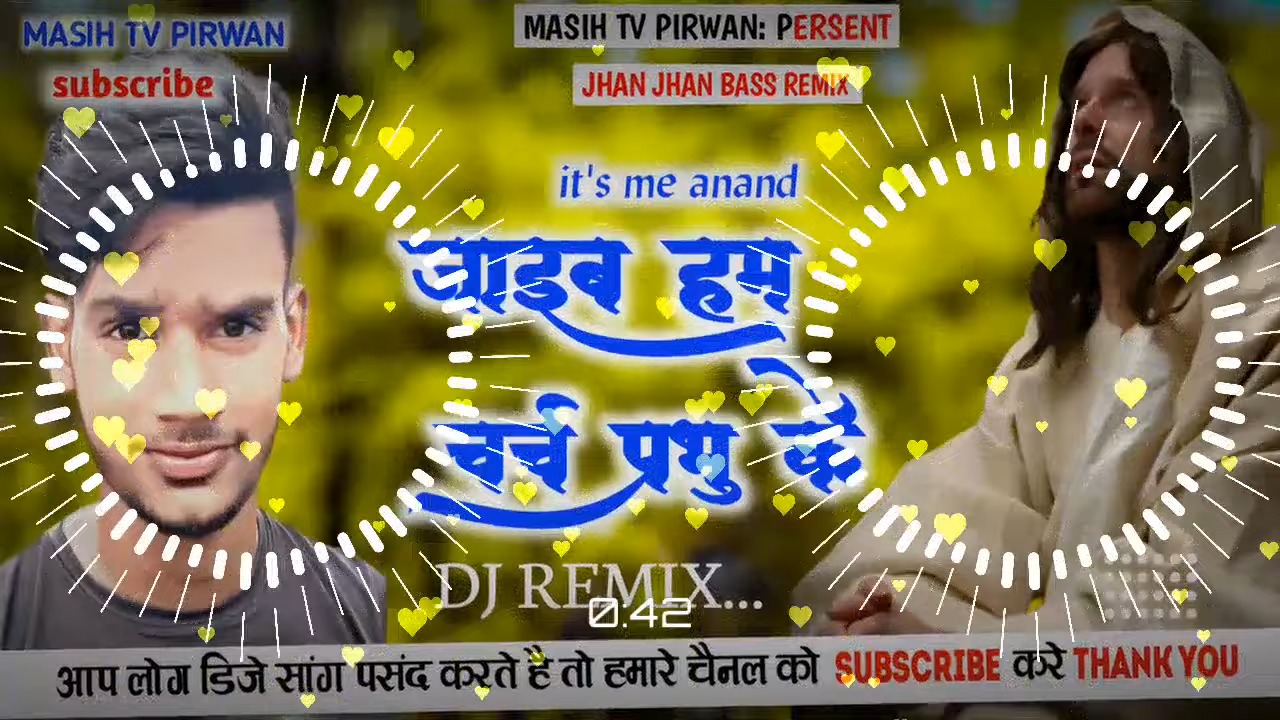 MASIH TV PIRWAN
subscribe
MASIH TV PIRWAN: PERSENT
JHAN JHAN BASS REMIX
it's me anand
जाइब हम
चर्च प्रभु के
DJ REMIX...
0:42
आप लोग डिजे सांग पसंद करते है तो हमारे चैनल को SUBSCRIBE करे THANK YOU